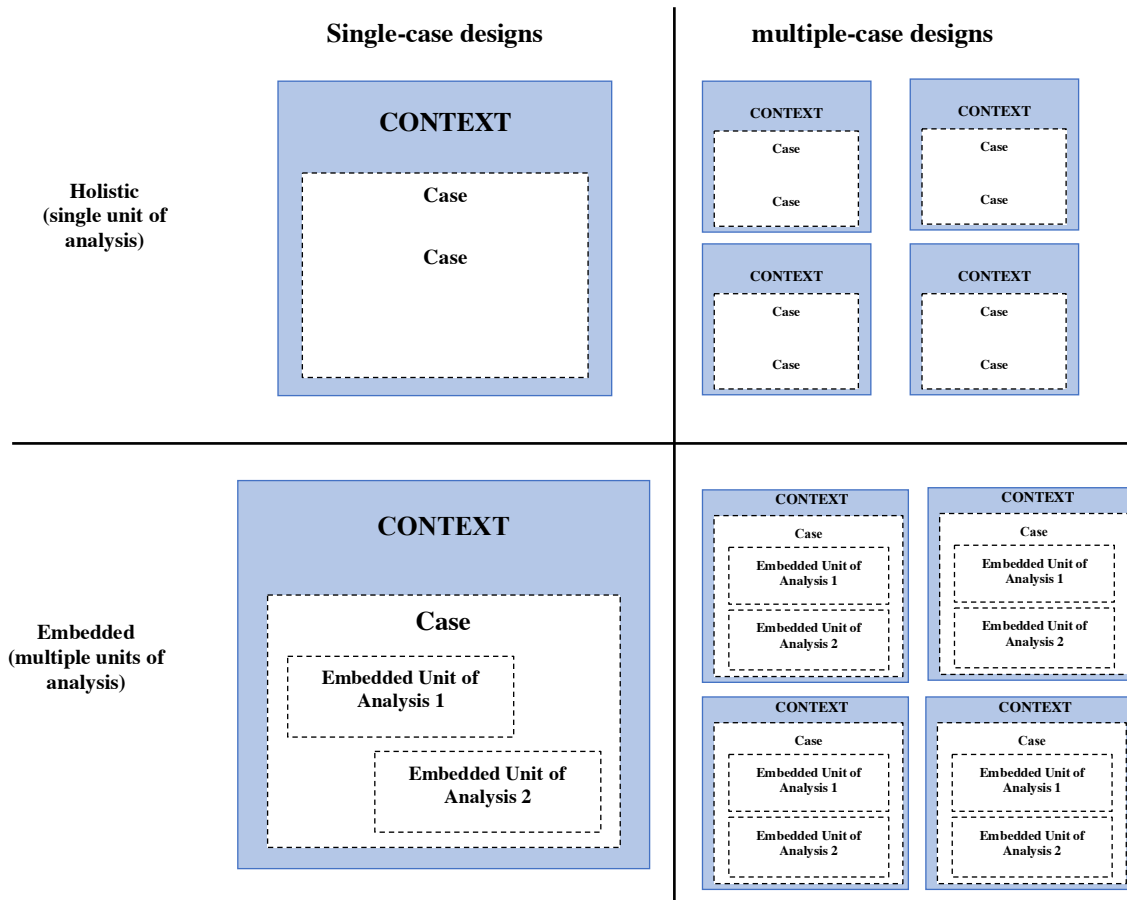 Single-case designs
multiple-case designs
Holistic
(single unit of
analysis)
CONTEXT
Case
Case
CONTEXT
Case
Case
CONTEXT
Case
Case
CONTEXT
Case
Case
CONTEXT
Case
Case
Embedded
(multiple units of
analysis)
CONTEXT
Case
Embedded Unit of
Analysis 1
Embedded Unit of
Analysis 2
CONTEXT
Case
Embedded Unit of
Analysis 1
Embedded Unit of
Analysis 2
CONTEXT
Case
Embedded Unit of
Analysis 1
Embedded Unit of
Analysis 2
CONTEXT
Case
Embedded Unit of
Analysis 1
Embedded Unit of
Analysis 2
CONTEXT
Case
Embedded Unit of
Analysis 1
Embedded Unit of
Analysis 2